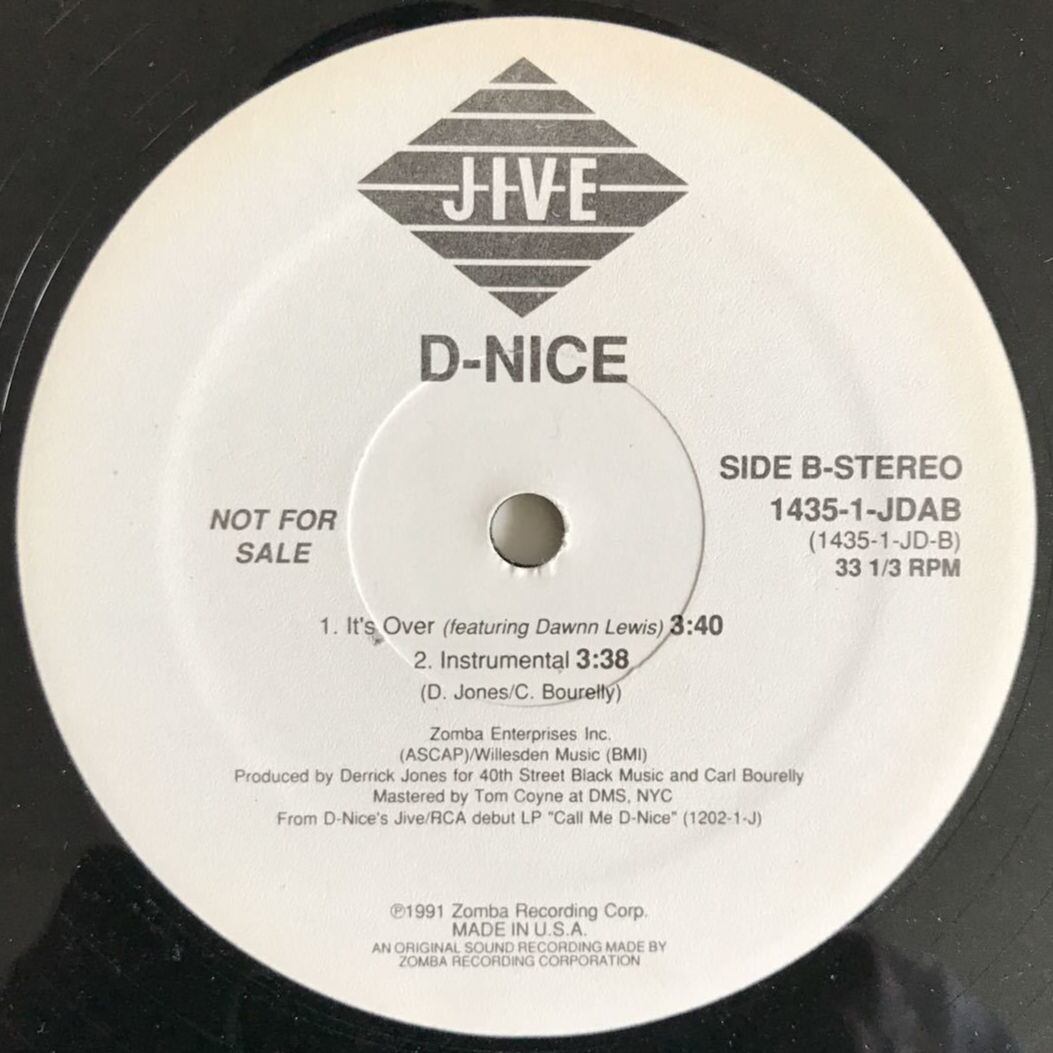 JIVE
D-NICE
SIDE B-STEREO
1435-1-JDAB
(1435-1-JD-B)
33 1/3 RPM
NOT FOR
SALE
1. It's Over (featuring Dawnn Lewis) 3:40
2. Instrumental 3:38
(D. Jones/C. Bourelly)
Zomba Enterprises Inc.
(ASCAP)/Willesden Music (BMI)
Produced by Derrick Jones for 40th Street Black Music and Carl Bourelly
Mastered by Tom Coyne at DMS, NYC
From D-Nice's Jive/RCA debut LP "Call Me D-Nice" (1202-1-J)
℗1991 Zomba Recording Corp.
MADE IN U.S.A.
AN ORIGINAL SOUND RECORDING MADE BY
ZOMBA RECORDING CORPORATION